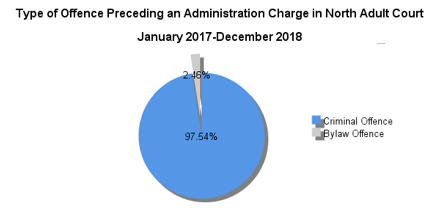 Type of Offence Preceding an Administration Charge in North Adult Court
January 2017-December 2018
2.46%
97.54%
Criminal Offence
Bylaw Offence